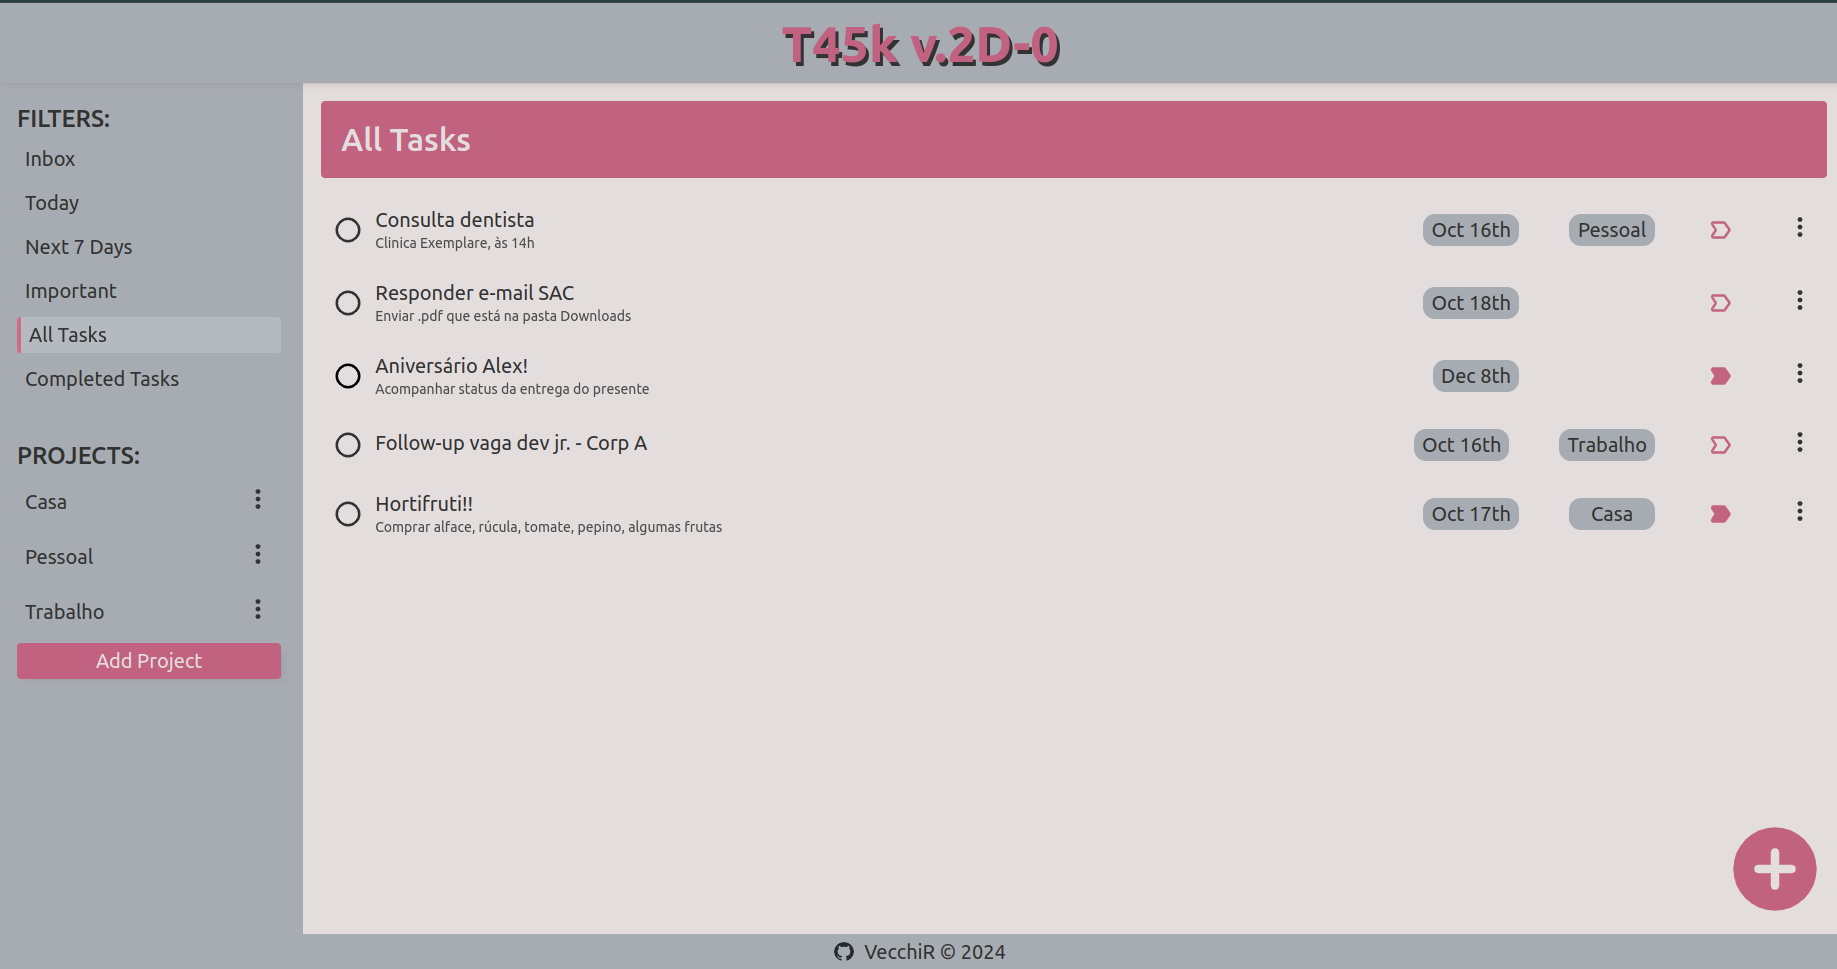 T45k v.2D-0
FILTERS:
Inbox
Today
Next 7 Days
Important
All Tasks
Completed Tasks
PROJECTS:
Casa
Pessoal
Trabalho
Add Project
All Tasks
Consulta dentista
Clinica Exemplare, às 14h
Oct 16th Pessoal
Responder e-mail SAC
Enviar .pdf que está na pasta Downloads
Oct 18th
Aniversário Alex!
Acompanhar status da entrega do presente
Dec 8th
Follow-up vaga dev jr. - Corp A
Oct 16th Trabalho
Hortifruti!!
Comprar alface, rúcula, tomate, pepino, algumas frutas
Oct 17th Casa
VecchiR © 2024